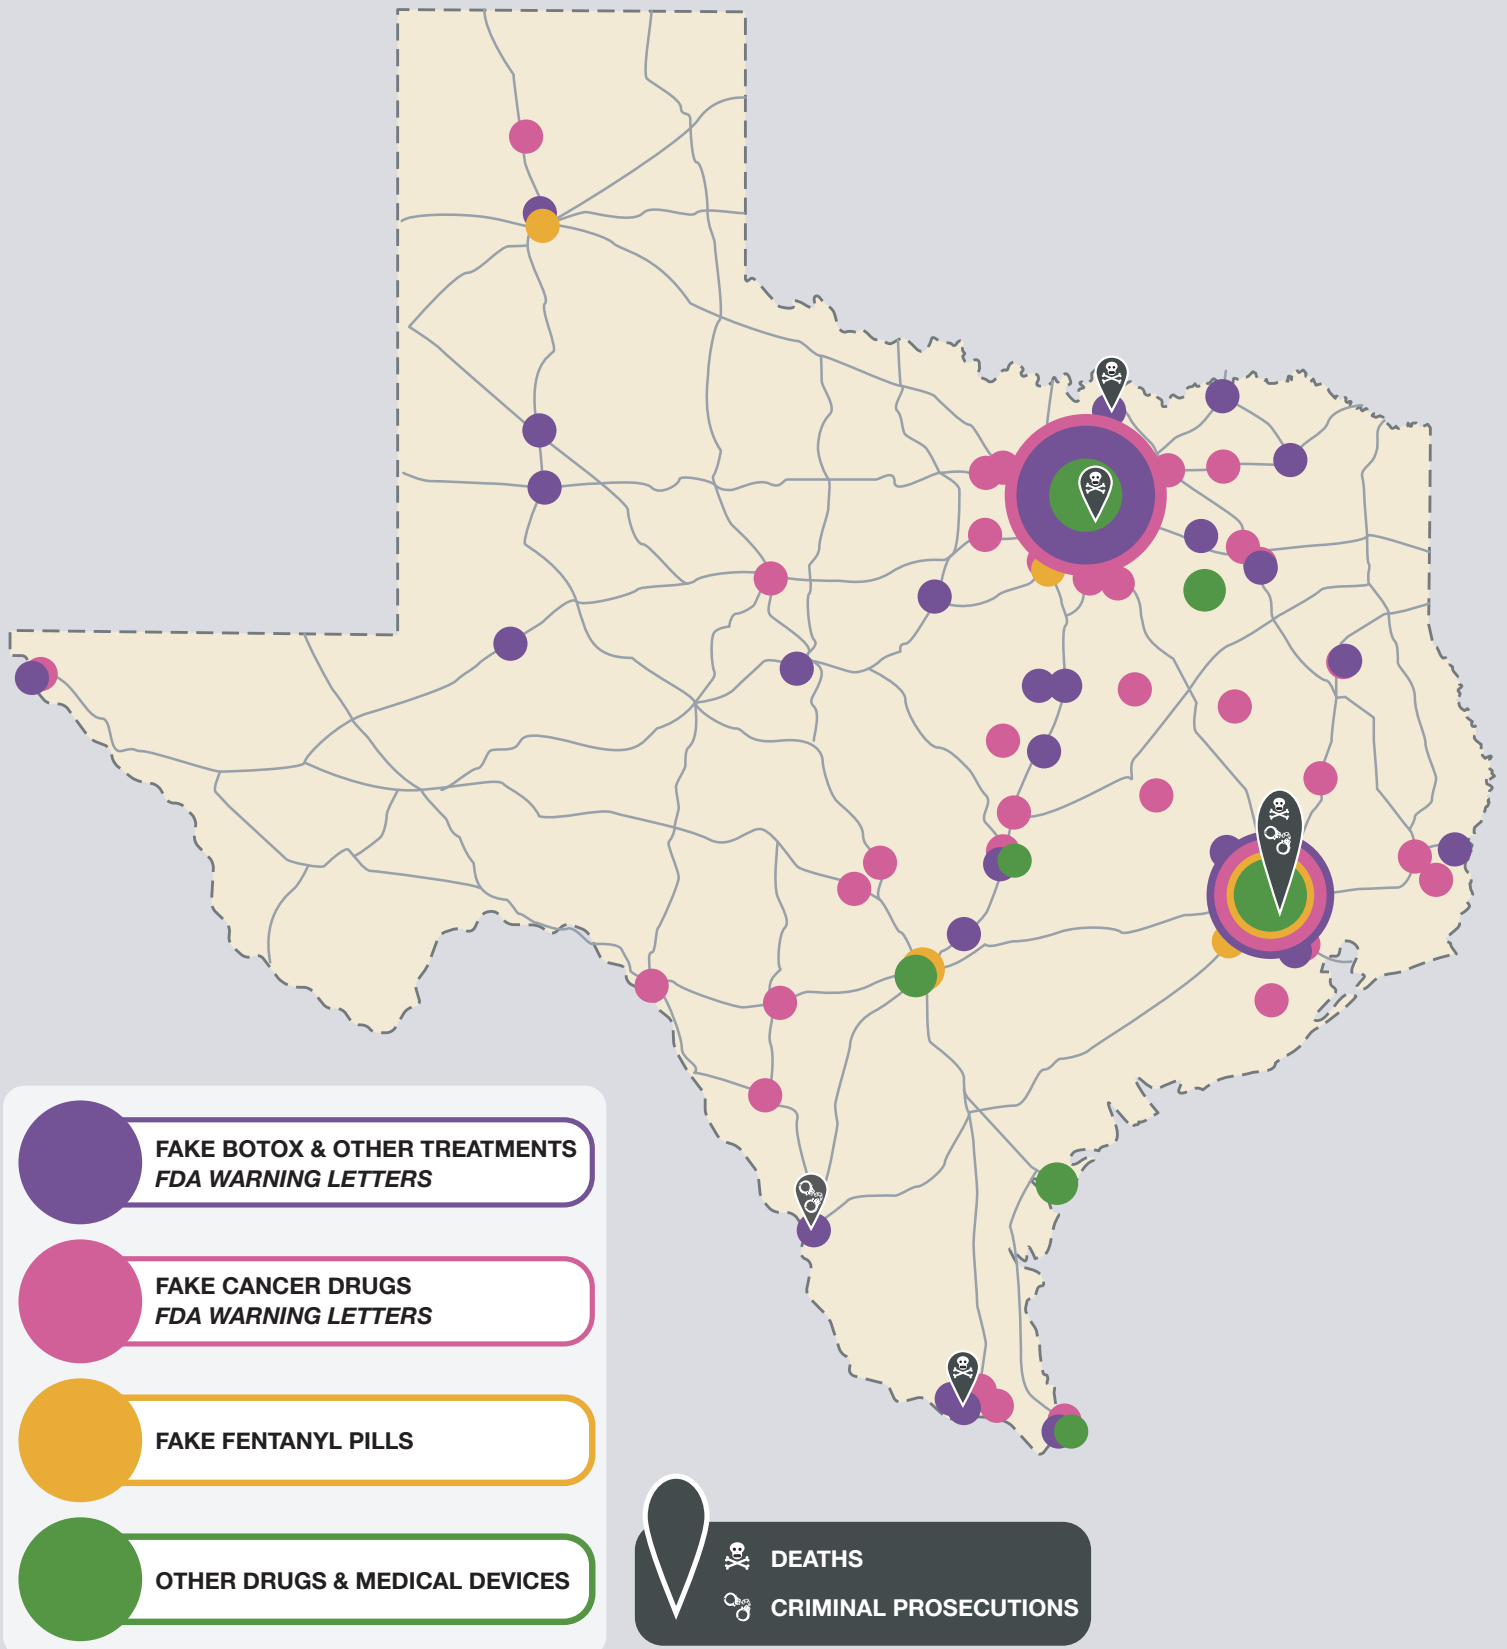 FAKE BOTOX & OTHER TREATMENTS
FDA WARNING LETTERS
FAKE CANCER DRUGS
FDA WARNING LETTERS
FAKE FENTANYL PILLS
OTHER DRUGS & MEDICAL DEVICES
DEATHS
CRIMINAL PROSECUTIONS